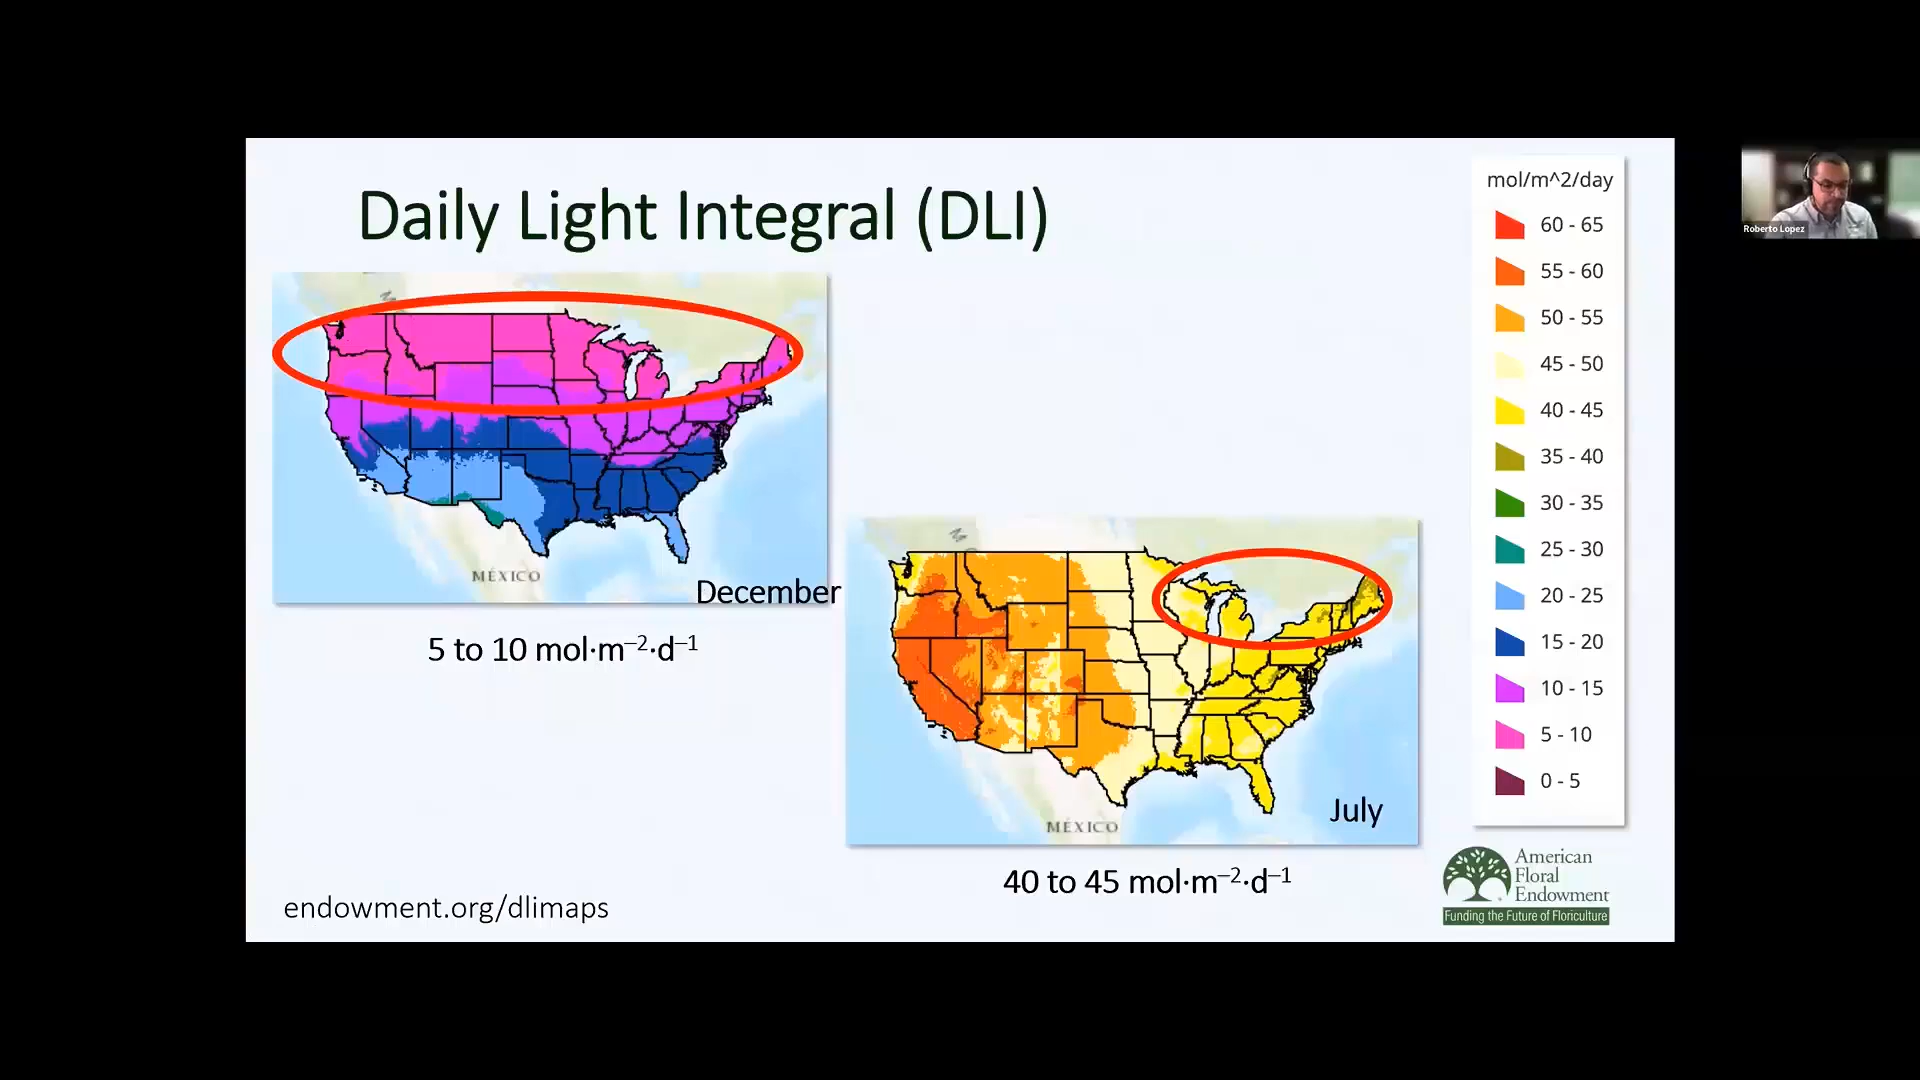 Daily Light Integral (DLI)
MÉXICO
December
5 to 10 mol·m⁻²·d⁻¹
MÉXICO
July
40 to 45 mol·m⁻²·d⁻¹
endowment.org/dlimaps
mol/m^2/day
60 - 65
55 - 60
50 - 55
45 - 50
40 - 45
35 - 40
30 - 35
25 - 30
20 - 25
15 - 20
10 - 15
5 - 10
0 - 5
American
Floral
Endowment
Funding the Future of Floriculture
Roberto Lopez